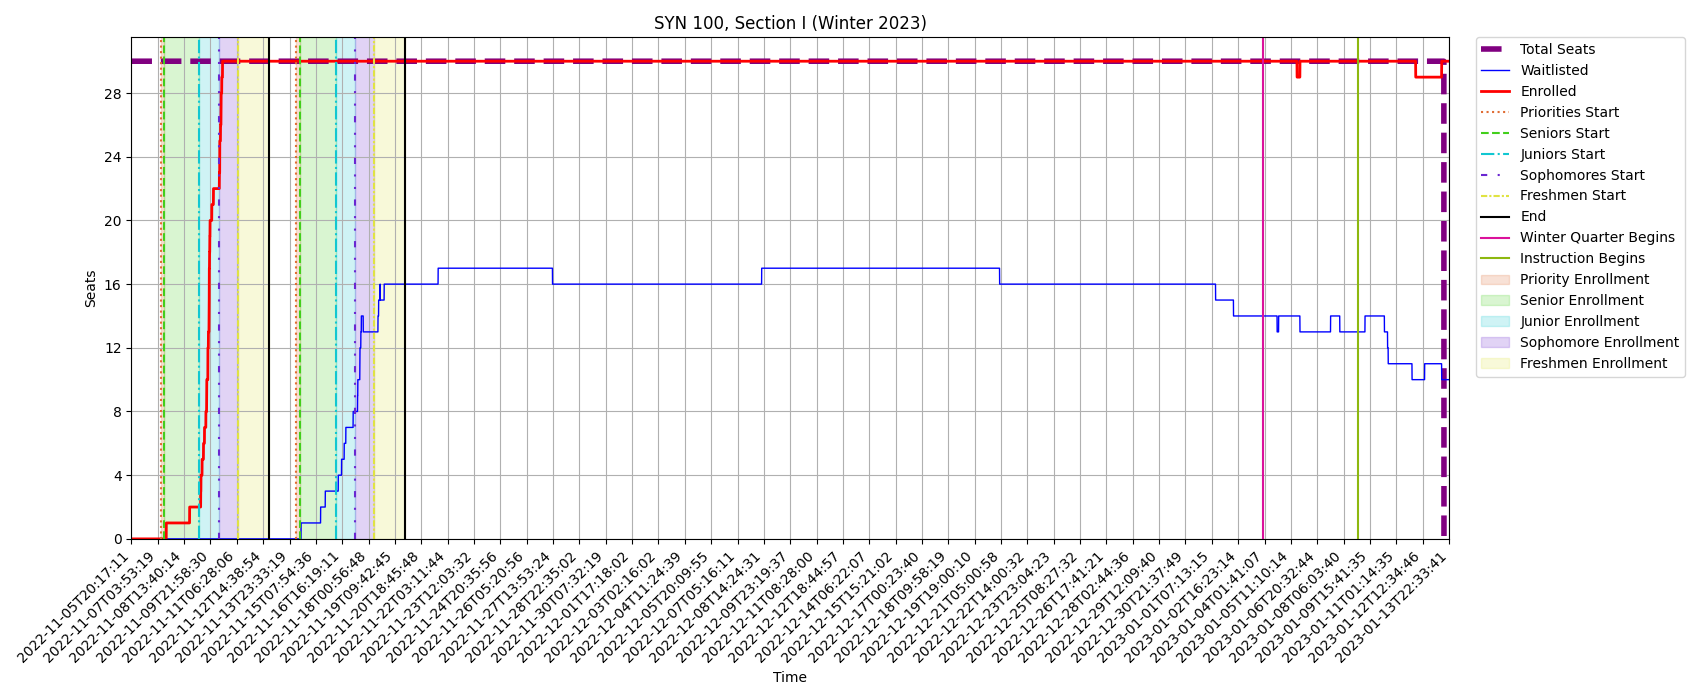 SYN 100, Section I (Winter 2023)
Seats
28
24
20
16
12
8
4
0
2022-11-05T20:17:11
2022-11-07T03:53:19
2022-11-08T13:40:14
2022-11-09T21:58:30
2022-11-11T06:28:06
2022-11-12T14:38:54
2022-11-13T23:33:19
2022-11-15T07:54:36
2022-11-16T16:19:11
2022-11-18T00:56:48
2022-11-19T09:42:45
2022-11-20T18:45:48
2022-11-22T03:11:44
2022-11-23T12:03:32
2022-11-24T20:35:56
2022-11-26T05:20:56
2022-11-27T13:53:24
2022-11-28T22:35:02
2022-11-30T07:32:19
2022-12-01T17:18:02
2022-12-03T02:16:02
2022-12-04T11:24:39
2022-12-05T20:09:55
2022-12-07T05:16:11
2022-12-08T14:24:31
2022-12-09T23:19:37
2022-12-11T08:28:00
2022-12-12T18:44:57
2022-12-14T06:22:07
2022-12-15T15:21:02
2022-12-17T00:23:40
2022-12-18T09:58:19
2022-12-19T19:00:10
2022-12-21T05:00:58
2022-12-22T14:00:32
2022-12-23T23:04:23
2022-12-25T08:27:32
2022-12-26T17:41:21
2022-12-28T02:44:36
2022-12-29T12:09:40
2022-12-30T21:37:49
2023-01-01T07:13:15
2023-01-02T16:23:14
2023-01-04T01:41:07
2023-01-05T11:10:14
2023-01-06T20:32:44
2023-01-08T06:03:40
2023-01-09T15:41:35
2023-01-11T01:14:35
2023-01-12T12:34:46
2023-01-13T22:33:41
Time
Total Seats
Waitlisted
Enrolled
Priorities Start
Seniors Start
Juniors Start
Sophomores Start
Freshmen Start
End
Winter Quarter Begins
Instruction Begins
Priority Enrollment
Senior Enrollment
Junior Enrollment
Sophomore Enrollment
Freshmen Enrollment